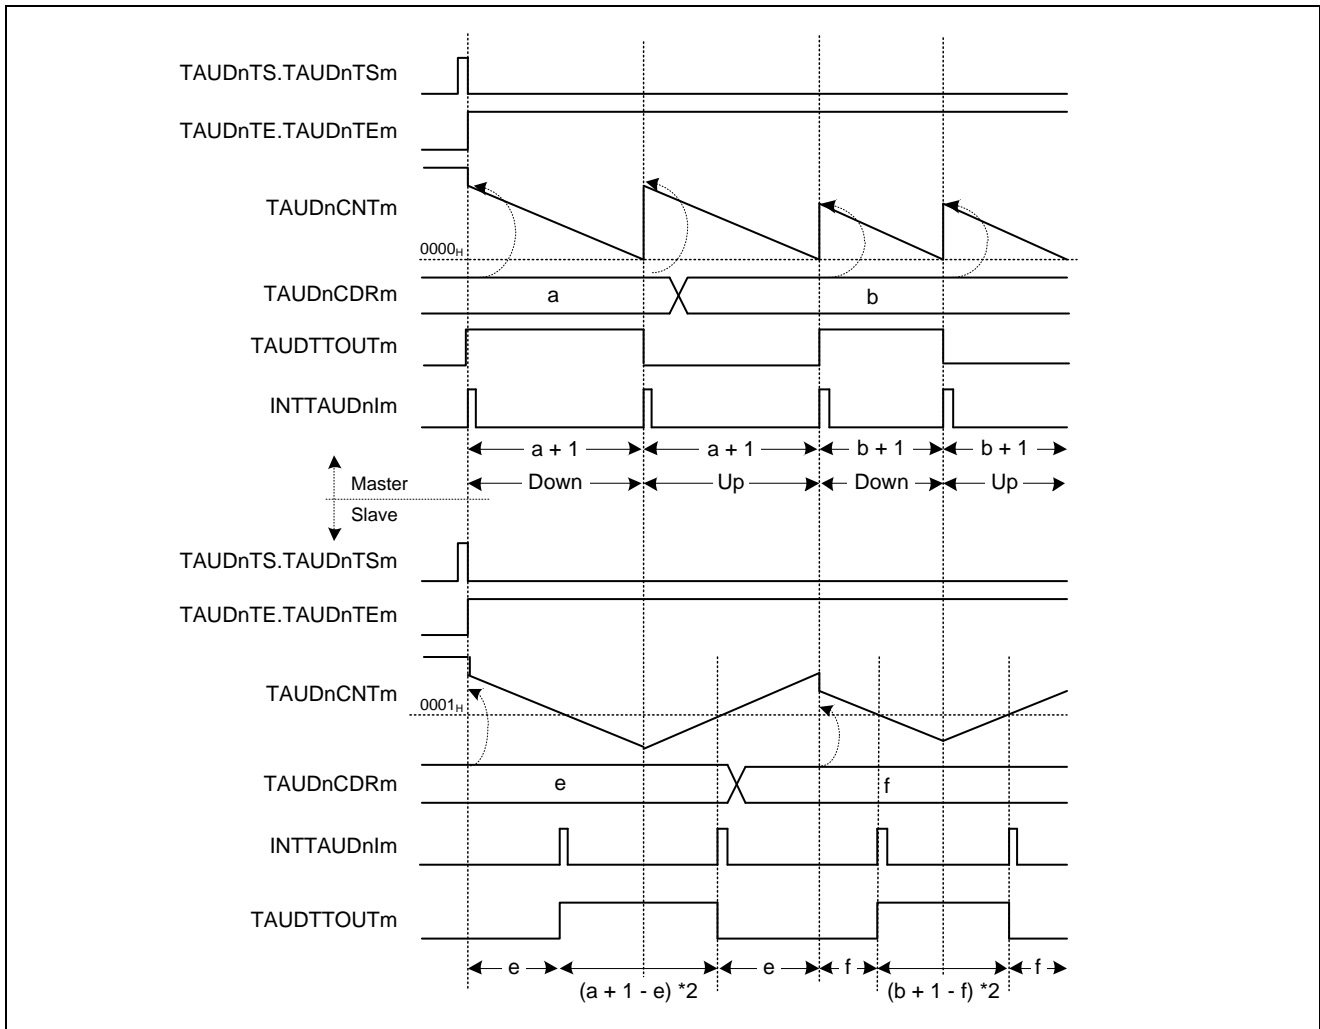 TAUDnTS.TAUDnTSm
TAUDnTE.TAUDnTEm
TAUDnCNTm
0000H
TAUDnCDRm
a
b
TAUDTTOUTm
INTTAUDnIm
a + 1
a + 1
b + 1
b + 1
Down
Up
Down
Up
Master
Slave
TAUDnTS.TAUDnTSm
TAUDnTE.TAUDnTEm
TAUDnCNTm
0001H
TAUDnCDRm
e
f
INTTAUDnIm
TAUDTTOUTm
e
e
f
f
(a + 1 - e) *2
(b + 1 - f) *2